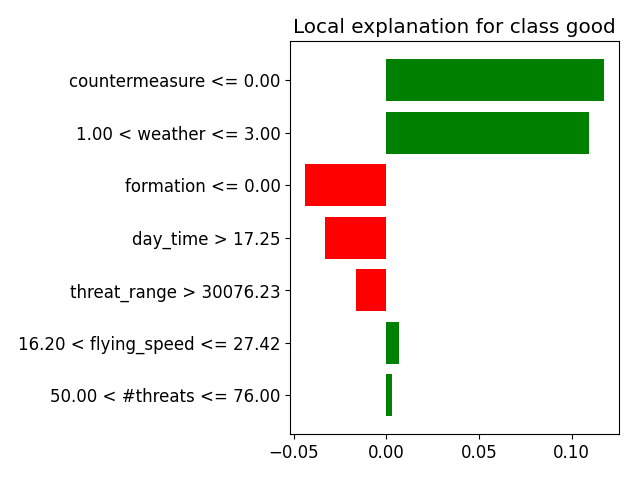 Local explanation for class good
countermeasure <= 0.00
1.00 < weather <= 3.00
formation <= 0.00
day_time > 17.25
threat_range > 30076.23
16.20 < flying_speed <= 27.42
50.00 < #threats <= 76.00
−0.05 0.00 0.05 0.10